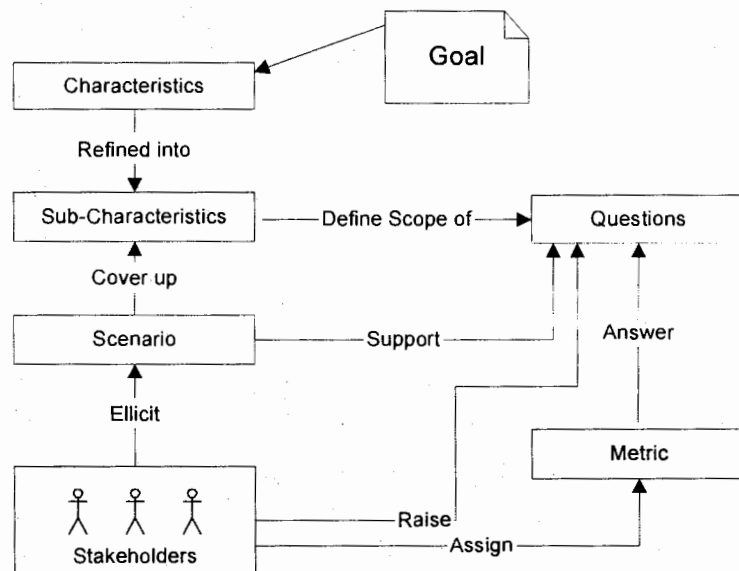 Goal
Characteristics
Refined into
Sub-Characteristics
Define Scope of
Questions
Cover up
Scenario
Support
Answer
Ellicit
Metric
Raise
Stakeholders
Assign